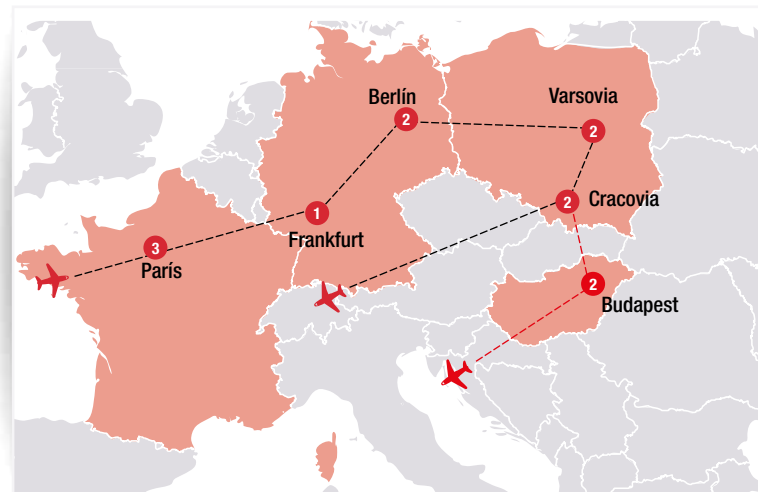 Berlín
2
Varsovia
2
2
Cracovia
1
Frankfurt
3
París
2
Budapest